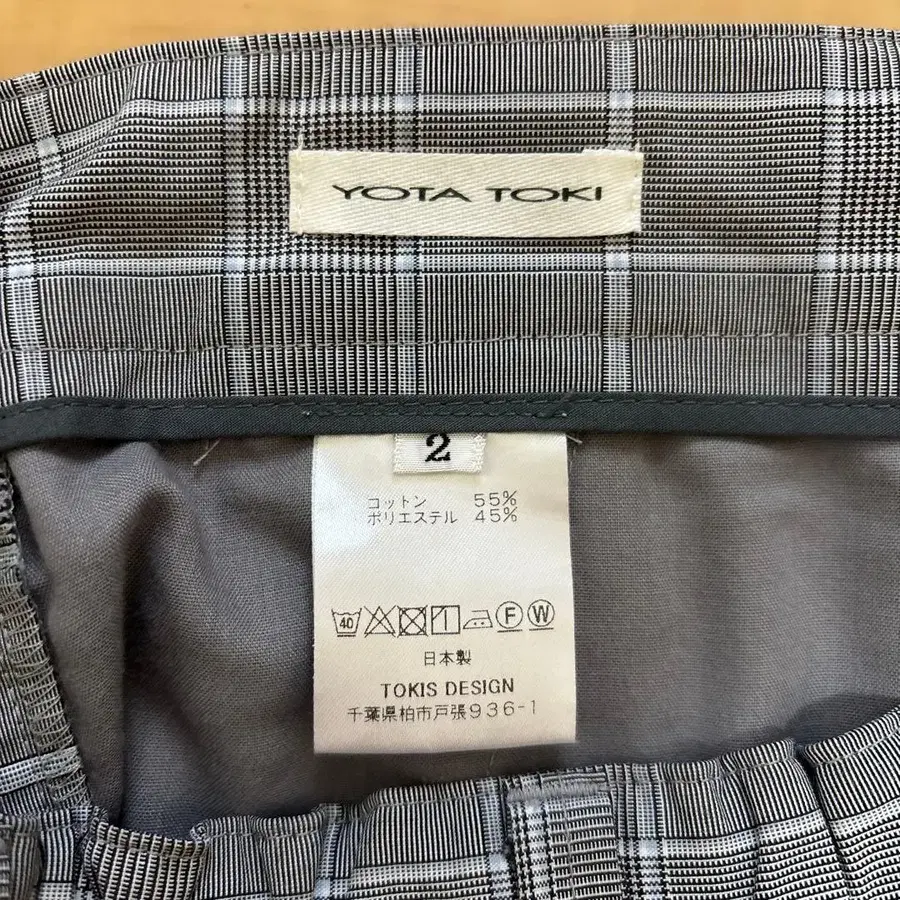 YOTA TOKI
2
コットン 55%
ポリエステル 45%
40 F W
日本製
TOKIS DESIGN
千葉県柏市戸張936-1